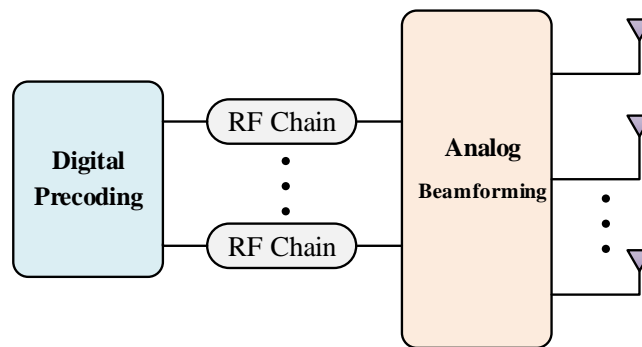 Digital
Precoding
RF Chain
RF Chain
Analog
Beamforming